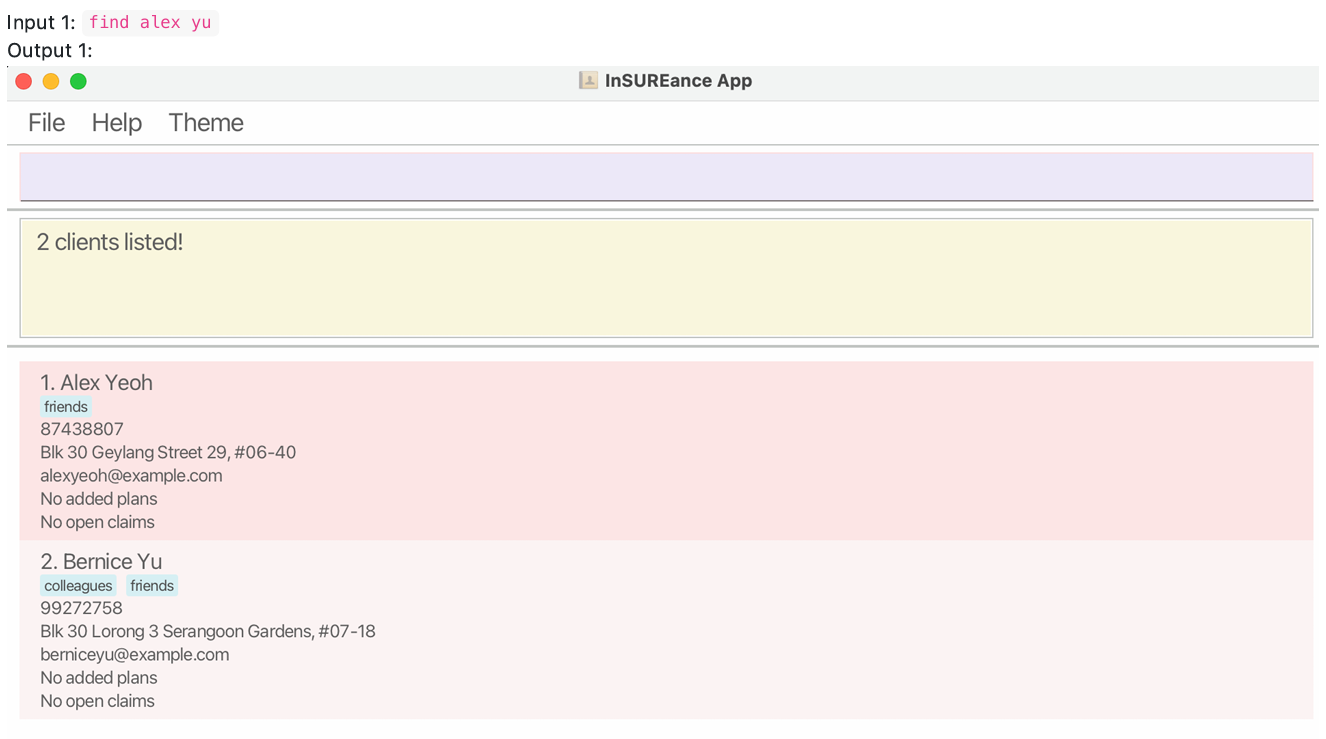 Input 1: find alex yu
Output 1:
InSUREance App
File Help Theme
2 clients listed!
1. Alex Yeoh
friends
87438807
Blk 30 Geylang Street 29, #06-40
alexyeoh@example.com
No added plans
No open claims
2. Bernice Yu
colleagues friends
99272758
Blk 30 Lorong 3 Serangoon Gardens, #07-18
berniceyu@example.com
No added plans
No open claims